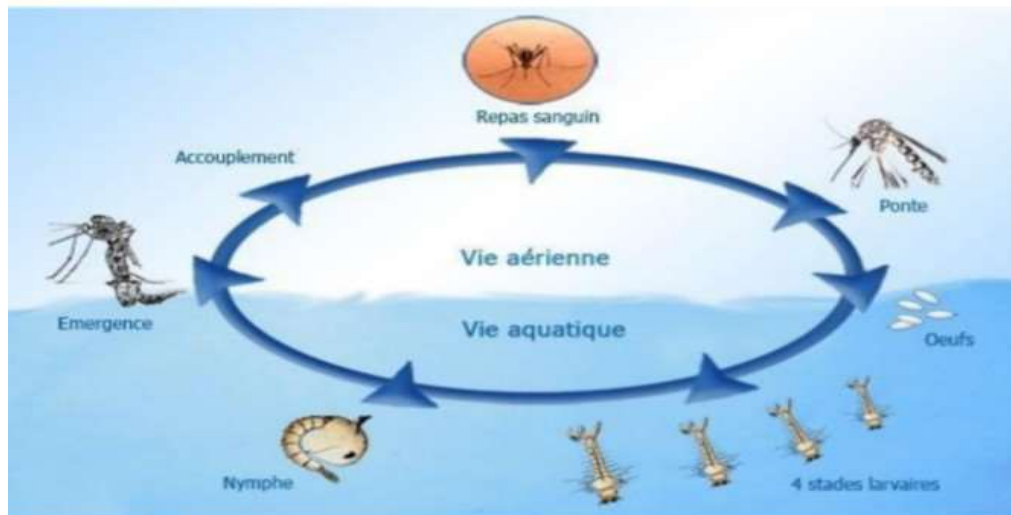 Repas sanguin
Accouplement
Ponte
Vie aérienne
Emergence
Vie aquatique
Oeufs
Nymphe
4 stades larvaires